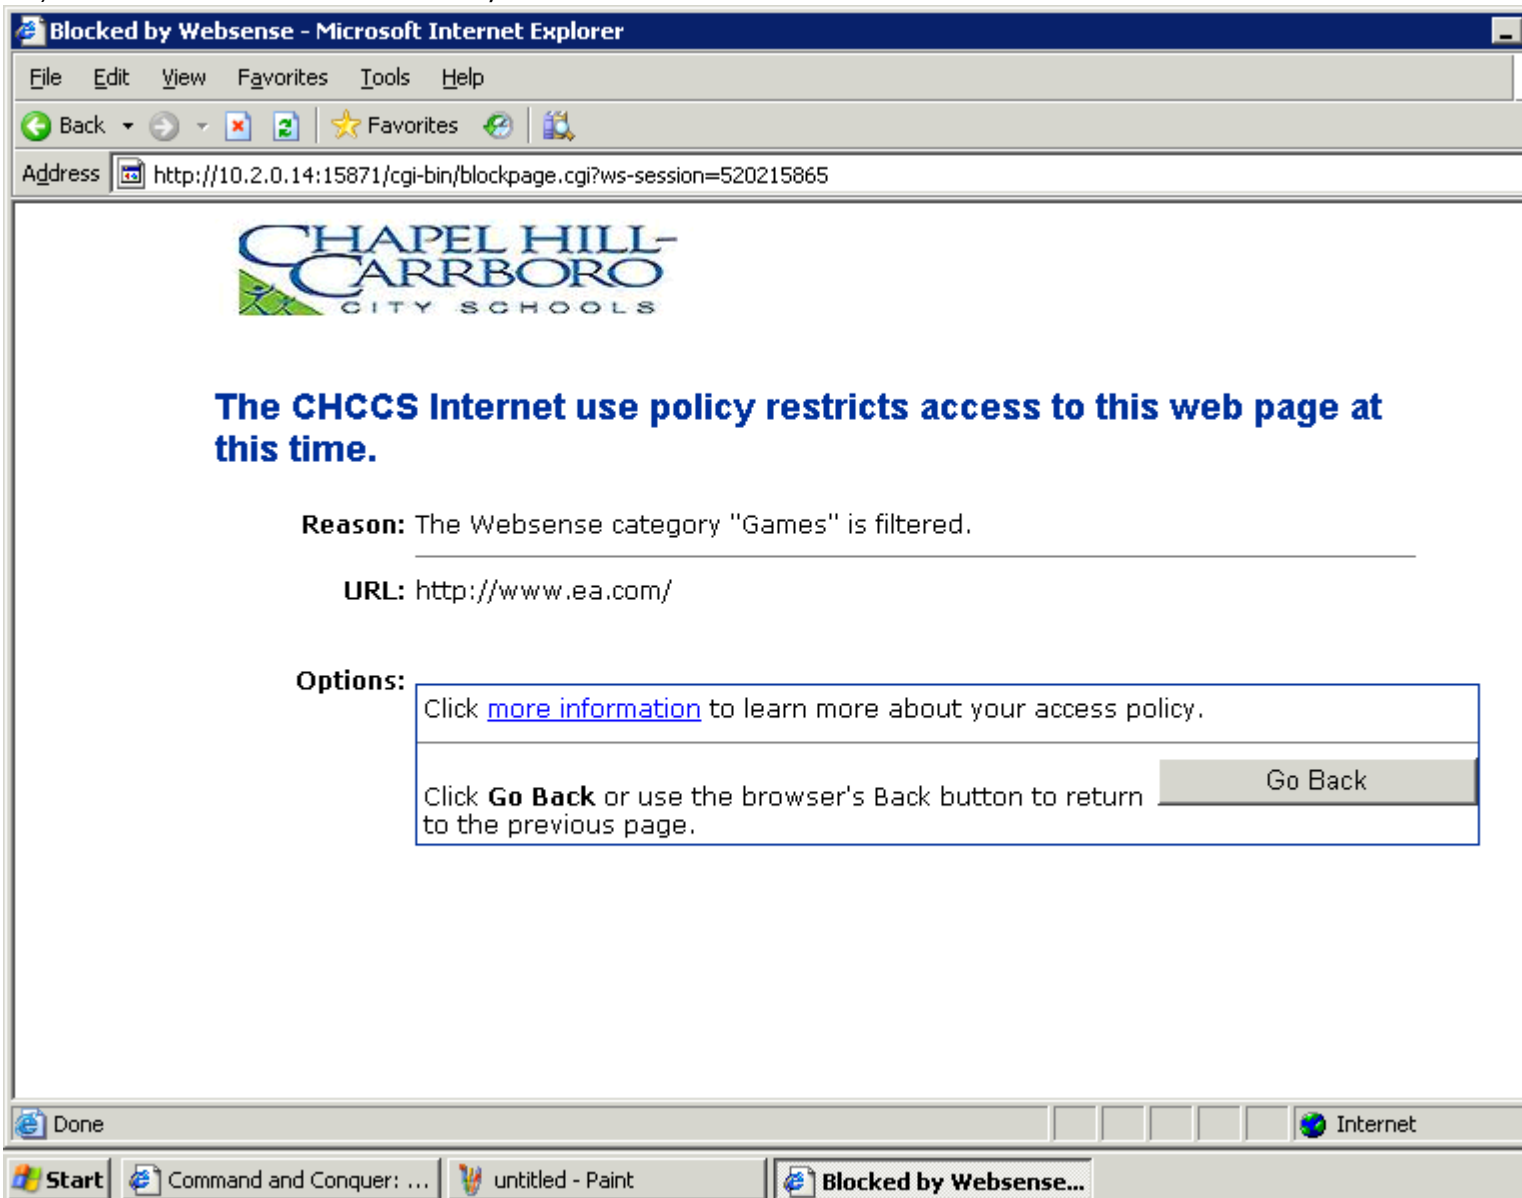 Blocked by Websense - Microsoft Internet Explorer
File Edit View Favorites Tools Help
Back Favorites
Address http://10.2.0.14:15871/cgi-bin/blockpage.cgi?ws-session=520215865
CHAPEL HILL-
CARRBORO
CITY SCHOOLS
The CHCCS Internet use policy restricts access to this web page at
this time.
Reason: The Websense category "Games" is filtered.
URL: http://www.ea.com/
Options:
Click more information to learn more about your access policy.
Go Back
Click Go Back or use the browser's Back button to return
to the previous page.
Done Internet
Start Command and Conquer: ... untitled - Paint Blocked by Websense...